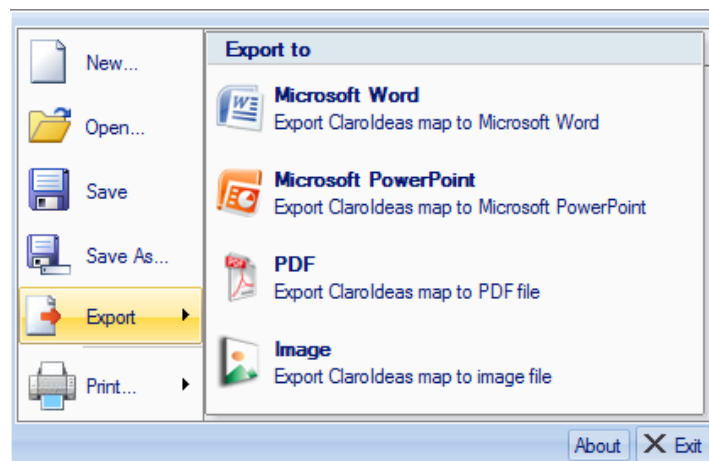 New...
Open...
Save
Save As...
Export
Print...
Export to
Microsoft Word
Export ClaroIdeas map to Microsoft Word
Microsoft PowerPoint
Export ClaroIdeas map to Microsoft PowerPoint
PDF
Export ClaroIdeas map to PDF file
Image
Export ClaroIdeas map to image file
About
Exit